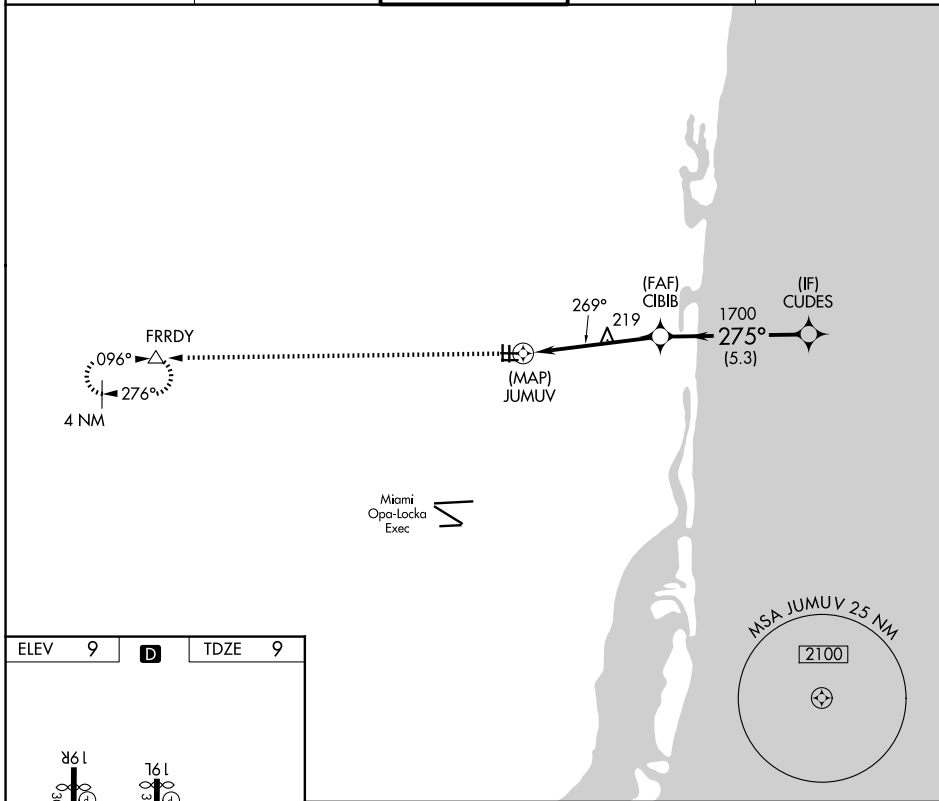 (FAF)
CIBIB
(IF)
CUDES
269°
219
1700
275°
(5.3)
FRRDY
096°
276°
4 NM
(MAP)
JUMUV
Miami
Opa-Locka
Exec
MSA JUMUV 25 NM
2100
ELEV 9
D
TDZE 9
19R
19L